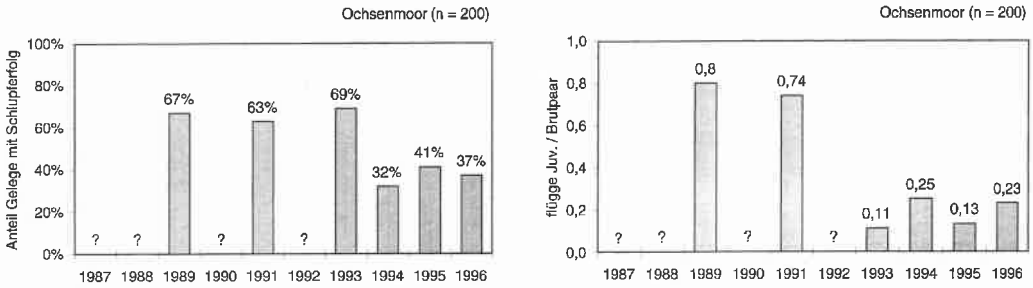 Ochsenmoor (n = 200)
Anteil Gelege mit Schlupferfolg
100%
80%
60%
40%
20%
0%
? ? 67% ? 63% ? 69% 32% 41% 37%
1987 1988 1989 1990 1991 1992 1993 1994 1995 1996
Ochsenmoor (n = 200)
flügge Juv. / Brutpaar
1,0
0,8
0,6
0,4
0,2
0,0
? ? 0,8 ? 0,74 ? 0,11 0,25 0,13 0,23
1987 1988 1989 1990 1991 1992 1993 1994 1995 1996